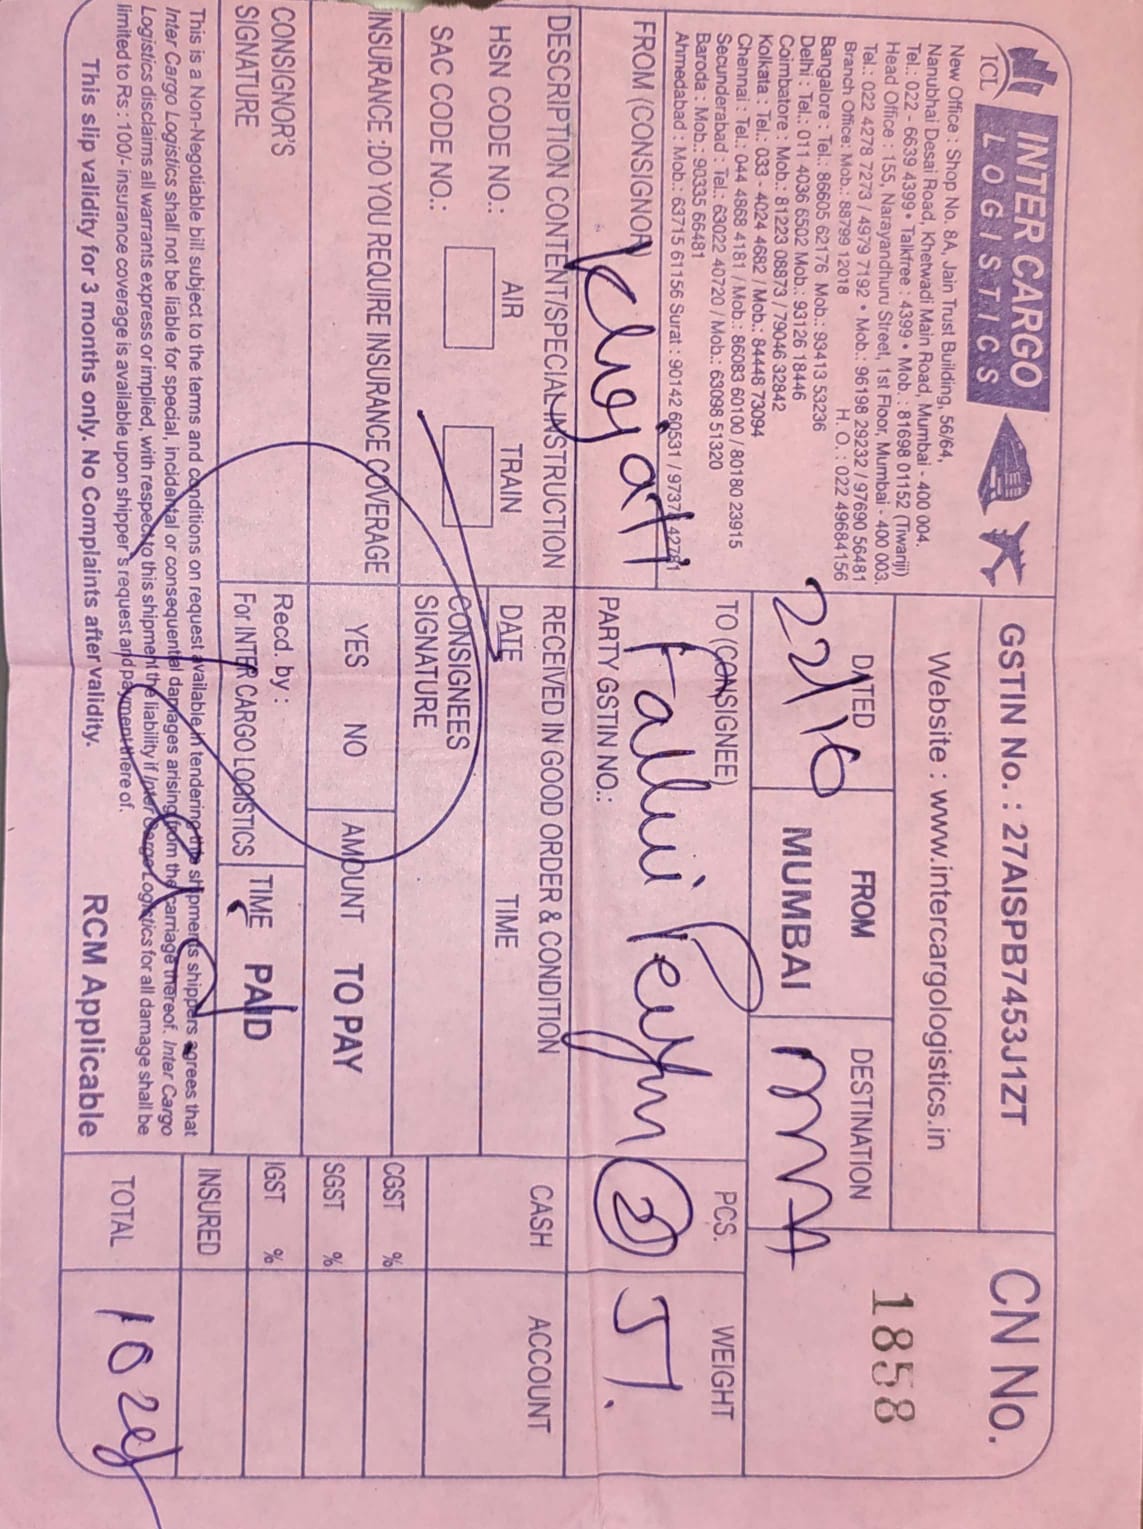 INTER CARGO
LOGISTICS
ICL
New Office : Shop No. 8A, Jain Trust Building, 56/64,
Nanubhai Desai Road, Khetwadi Main Road, Mumbai - 400 004.
Tel.: 022 - 6639 4399 • Talkfree : 4399 • Mob. : 81698 01152 (Tiwariji)
Head Office : 155, Narayandhuru Street, 1st Floor, Mumbai - 400 003.
Tel.: 022 4278 7273 / 4979 7192 • Mob.: 96198 29232 / 97690 56481
Branch Office: Mob.: 88799 12018 H. O. : 022 49684156
Bangalore : Tel.: 86605 62176 Mob.: 93413 53236
Delhi : Tel.: 011 4036 6502 Mob.: 93126 18446
Coimbatore : Mob.: 81223 08873 / 79046 32842
Kolkata : Tel.: 033 - 4024 4682 / Mob.: 84448 73094
Chennai : Tel.: 044 4868 4181 / Mob.: 86083 60100 / 80180 23915
Secunderabad : Tel.: 63022 40720 / Mob.: 63098 51320
Baroda : Mob.: 90335 66481
Ahmedabad : Mob.: 63715 61156 Surat : 90142 60531 / 9737 42781
GSTIN No. : 27AISPB7453J1ZT
Website : www.intercargologistics.in
CN No.
1858
DATED FROM DESTINATION
22/6 MUMBAI
FROM (CONSIGNOR)
TO (CONSIGNEE) PCS. WEIGHT
2
PARTY GSTIN NO.:
DESCRIPTION CONTENT/SPECIAL INSTRUCTION
RECEIVED IN GOOD ORDER & CONDITION
CASH ACCOUNT
HSN CODE NO.: AIR TRAIN
DATE TIME
SAC CODE NO.:
CONSIGNEES
SIGNATURE
INSURANCE :DO YOU REQUIRE INSURANCE COVERAGE
YES NO AMOUNT TO PAY
CGST %
SGST %
IGST %
INSURED
CONSIGNOR'S
SIGNATURE
Recd. by :
For INTER CARGO LOGISTICS
TIME PAID
This is a Non-Negotiable bill subject to the terms and conditions on request available in tendering the shipments shippers agrees that
Inter Cargo Logistics shall not be liable for special, incidental or consequential damages arising from the carriage thereof. Inter Cargo
Logistics disclaims all warrants express or implied, with respect to this shipment the liability if Inter Cargo Logistics for all damage shall be
limited to Rs : 100/- insurance coverage is available upon shipper's request and payment there of.
This slip validity for 3 months only. No Complaints after validity. RCM Applicable
TOTAL